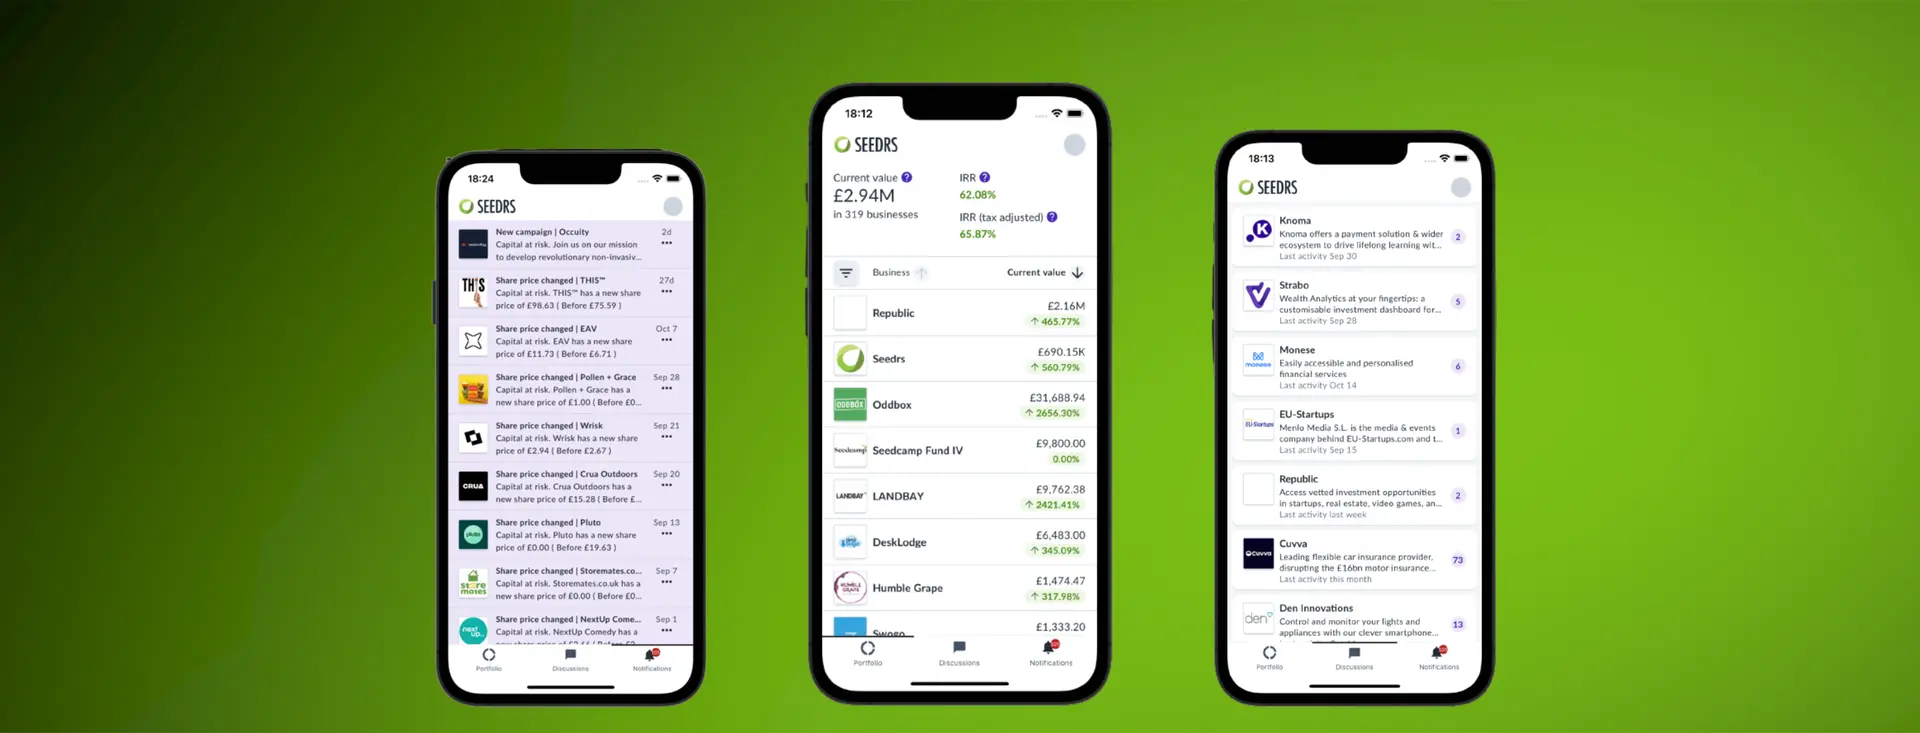 18:24
SEEDRS
New campaign | Occuity
2d
Capital at risk. Join us on our mission
to develop revolutionary non-invasiv...
THIS
Share price changed | THIS™
27d
Capital at risk. THIS™ has a new share
price of £98.63 ( Before £75.59 )
Share price changed | EAV
Oct 7
Capital at risk. EAV has a new share
price of £11.73 ( Before £6.71 )
Share price changed | Pollen + Grace
Sep 28
Capital at risk. Pollen + Grace has a
new share price of £1.00 ( Before £0...
Share price changed | Wrisk
Sep 21
Capital at risk. Wrisk has a new share
price of £2.94 ( Before £2.67 )
CRUA
Share price changed | Crua Outdoors
Sep 20
Capital at risk. Crua Outdoors has a
new share price of £15.28 ( Before £...
pluto
Share price changed | Pluto
Sep 13
Capital at risk. Pluto has a new share
price of £0.00 ( Before £19.63 )
store
mates
Share price changed | Storemates.co...
Sep 7
Capital at risk. Storemates.co.uk has a
new share price of £0.00 ( Before £0...
next
up
Share price changed | NextUp Come...
Sep 1
Capital at risk. NextUp Comedy has a
Portfolio
Discussions
Notifications
18:12
SEEDRS
Current value
£2.94M
in 319 businesses
IRR
62.08%
IRR (tax adjusted)
65.87%
Business
Current value
Republic
£2.16M
465.77%
Seedrs
£690.15K
560.79%
ODDBOX
Oddbox
£31,688.94
2656.30%
Seedcamp
Seedcamp Fund IV
£9,800.00
0.00%
LANDBAY
LANDBAY
£9,762.38
2421.41%
DeskLodge
£6,483.00
345.09%
HUMBLE
GRAPE
Humble Grape
£1,474.47
317.98%
Swogo
£1,333.20
Portfolio
Discussions
Notifications
18:13
SEEDRS
K
Knoma
Knoma offers a payment solution & wider
ecosystem to drive lifelong learning wit...
Last activity Sep 30
2
Strabo
Wealth Analytics at your fingertips: a
customisable investment dashboard for...
Last activity Sep 28
5
monese
Monese
Easily accessible and personalised
financial services
Last activity Oct 14
6
EU-Startups
EU-Startups
Menlo Media S.L. is the media & events
company behind EU-Startups.com and t...
Last activity Sep 15
1
Republic
Access vetted investment opportunities
in startups, real estate, video games, an...
Last activity last week
2
Cuvva
Cuvva
Leading flexible car insurance provider,
disrupting the £16bn motor insurance...
Last activity this month
73
den
Den Innovations
Control and monitor your lights and
appliances with our clever smartphone...
13
Portfolio
Discussions
Notifications